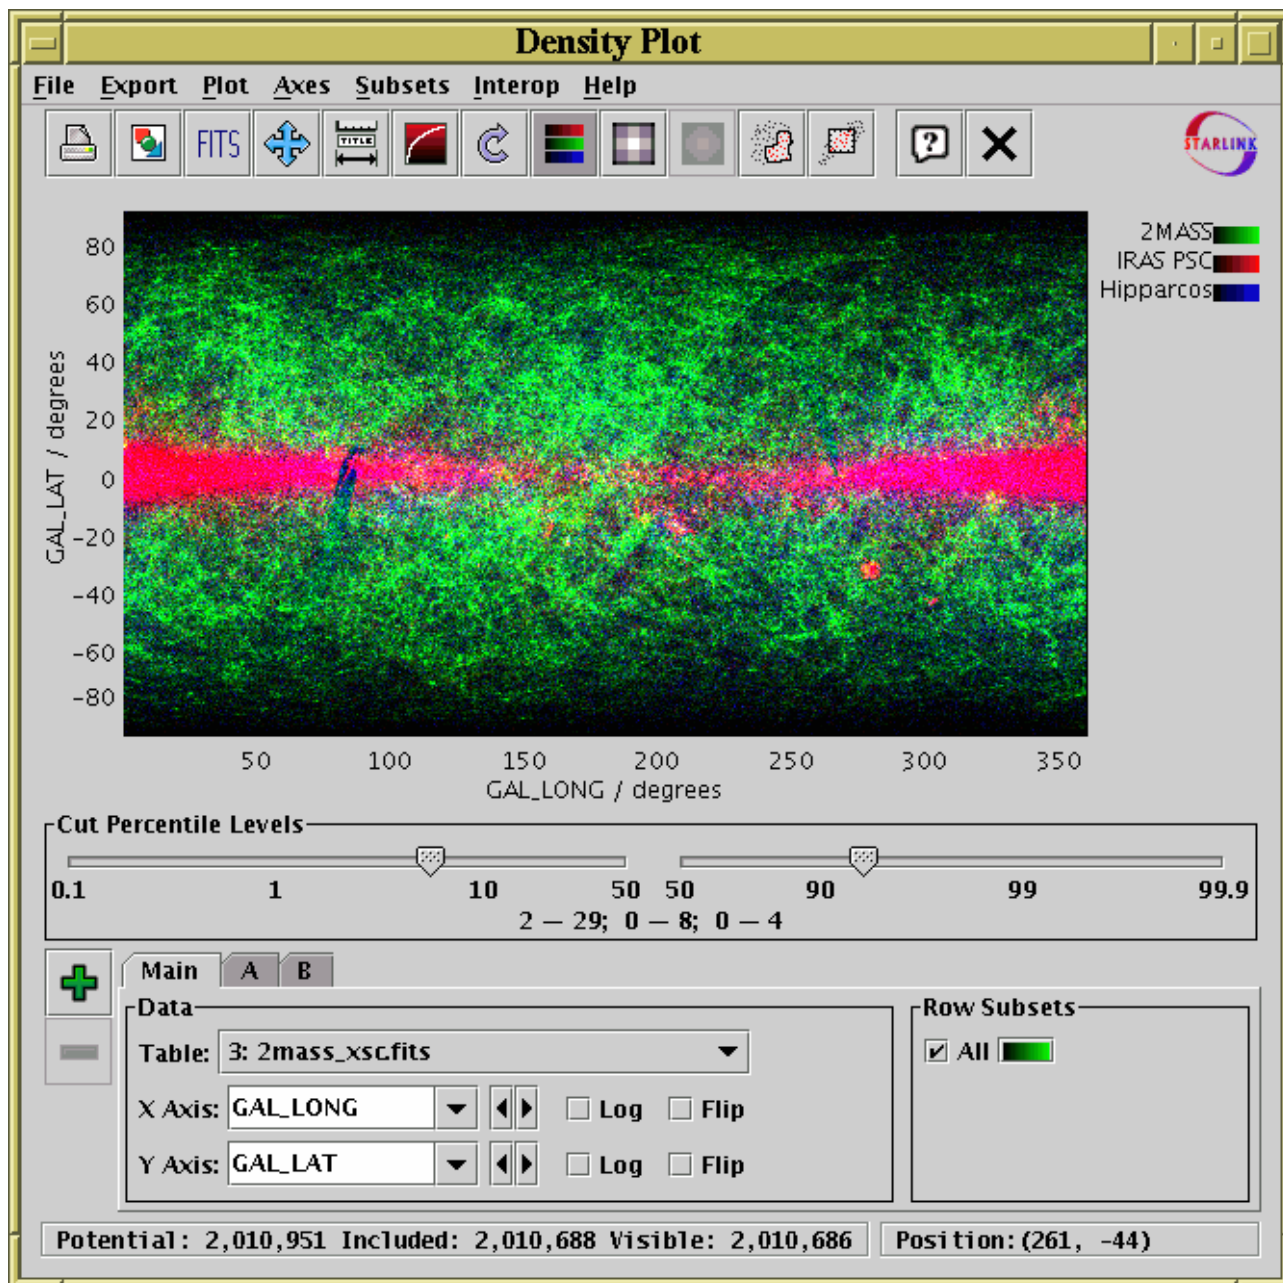 Density Plot
File Export Plot Axes Subsets Interop Help
FITS TITLE ? STARLINK
2MASS
IRAS PSC
Hipparcos
80
60
40
20
0
-20
-40
-60
-80
GAL_LAT / degrees
50 100 150 200 250 300 350
GAL_LONG / degrees
Cut Percentile Levels
0.1 1 10 50 50 90 99 99.9
2 — 29; 0 — 8; 0 — 4
Main A B
Data
Table: 3: 2mass_xsc.fits
X Axis: GAL_LONG Log Flip
Y Axis: GAL_LAT Log Flip
Row Subsets
All
Potential: 2,010,951 Included: 2,010,688 Visible: 2,010,686 Position:(261, -44)